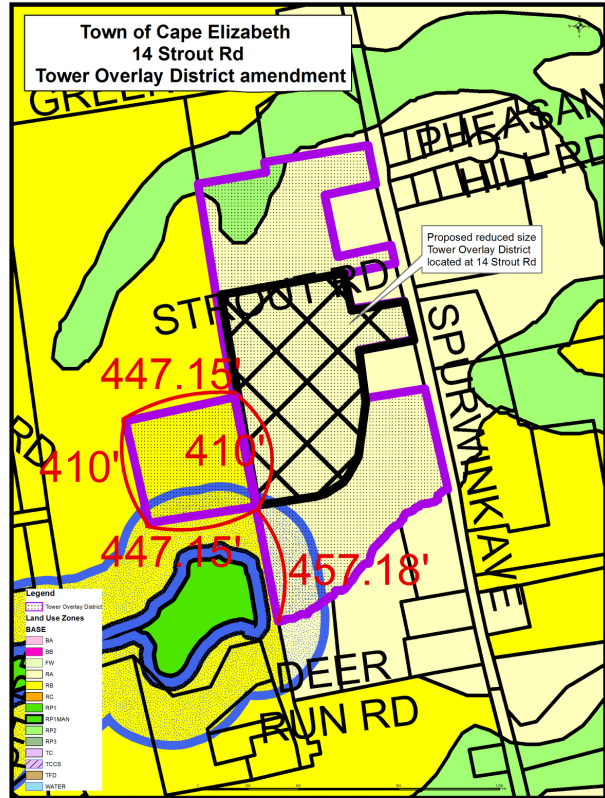 Town of Cape Elizabeth
14 Strout Rd
Tower Overlay District amendment
GREEN
PHEASAN
HILL RD
Proposed reduced size
Tower Overlay District
located at 14 Strout Rd
STROUT RD
SPURWINK AVE
447.15'
RD
410'
410'
447.15'
457.18'
DEER
RUN RD
Legend
Tower Overlay District
Land Use Zones
BASE
BA
BB
FW
RA
RB
RC
RP1
RP1MAN
RP2
RP3
TC
TCCS
TFD
WATER